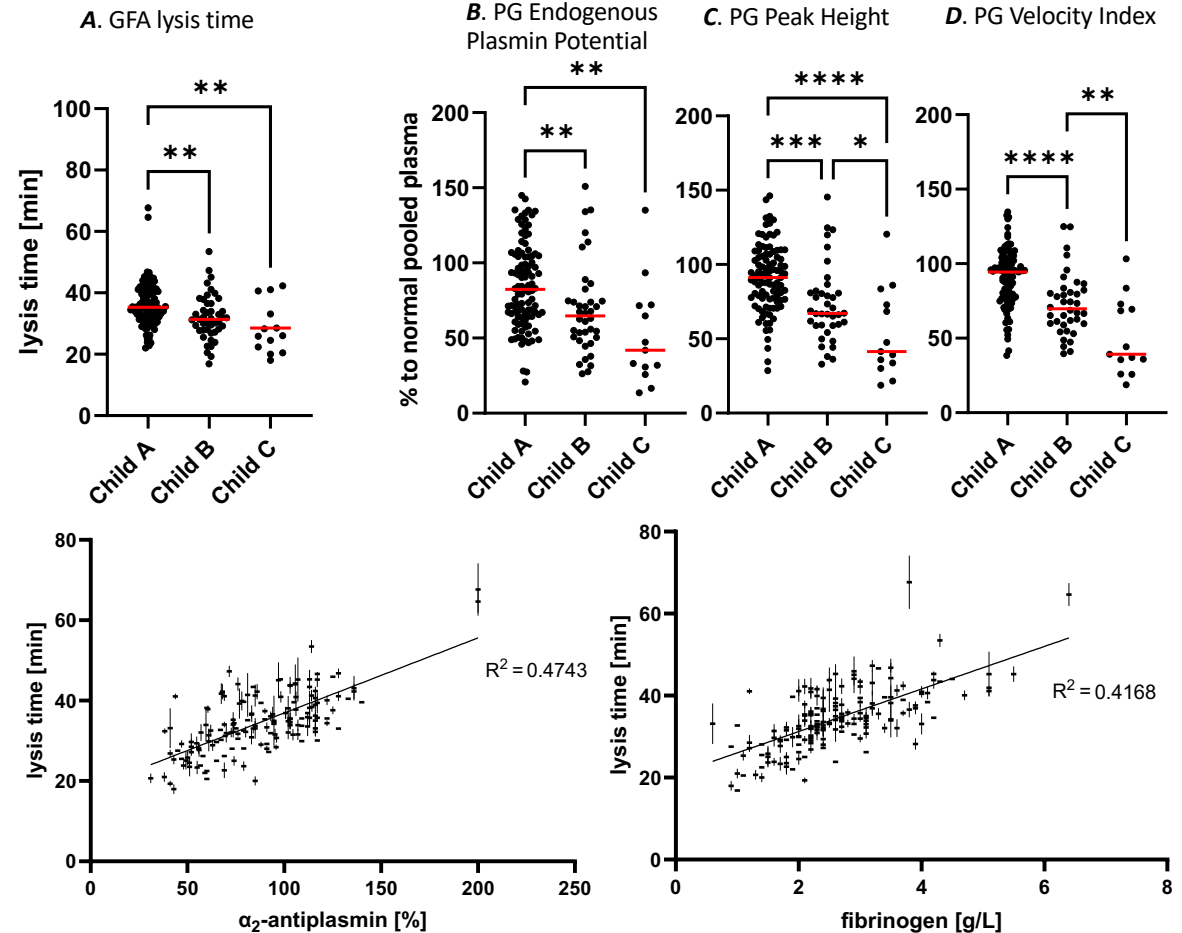 A. GFA lysis time
B. PG Endogenous
Plasmin Potential
C. PG Peak Height
D. PG Velocity Index
lysis time [min]
100
80
60
40
20
0
**
**
Child A
Child B
Child C
% to normal pooled plasma
200
150
100
50
0
**
**
Child A
Child B
Child C
200
150
100
50
0
****
***
*
Child A
Child B
Child C
200
150
100
50
0
**
****
Child A
Child B
Child C
lysis time [min]
80
60
40
20
0
0
50
100
150
200
250
R² = 0.4743
α₂-antiplasmin [%]
lysis time [min]
80
60
40
20
0
0
2
4
6
8
R² = 0.4168
fibrinogen [g/L]